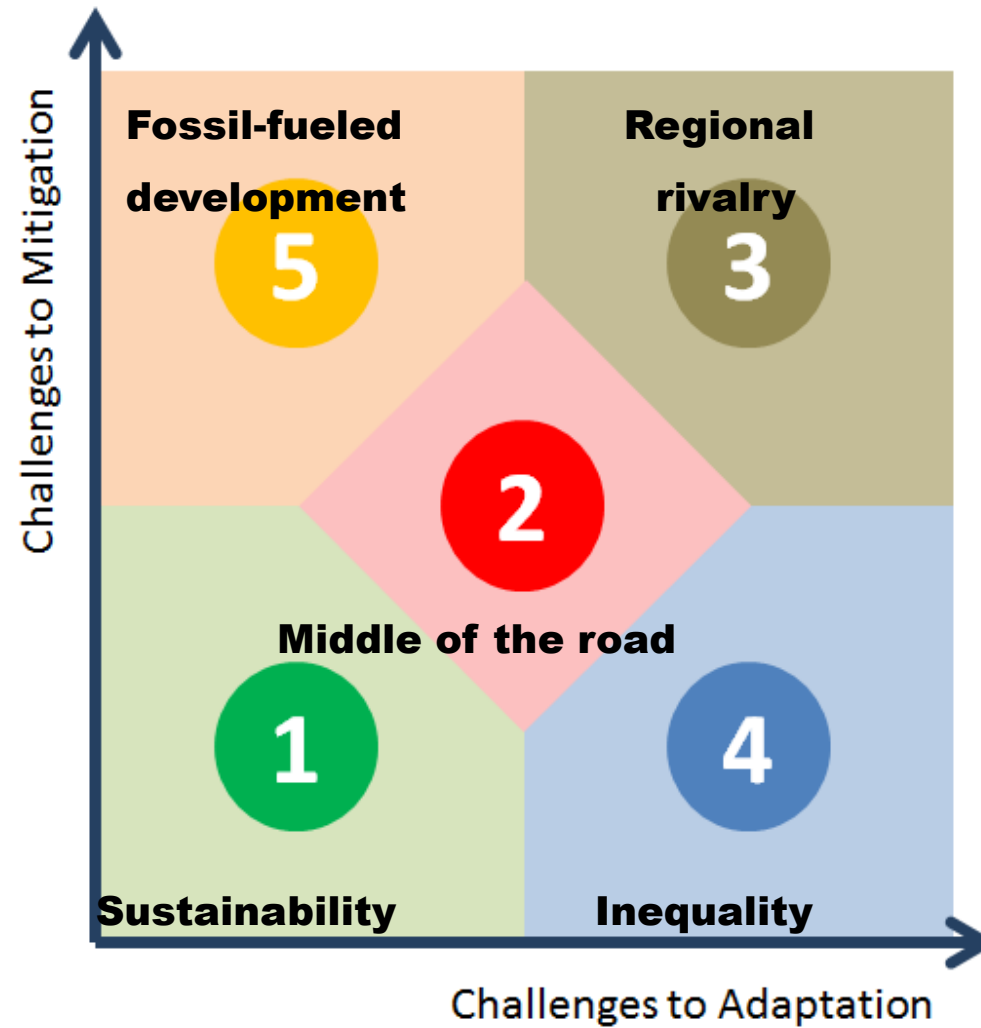 Challenges to Mitigation
Fossil-fueled
development
5
Regional
rivalry
3
2
Middle of the road
1
Sustainability
4
Inequality
Challenges to Adaptation